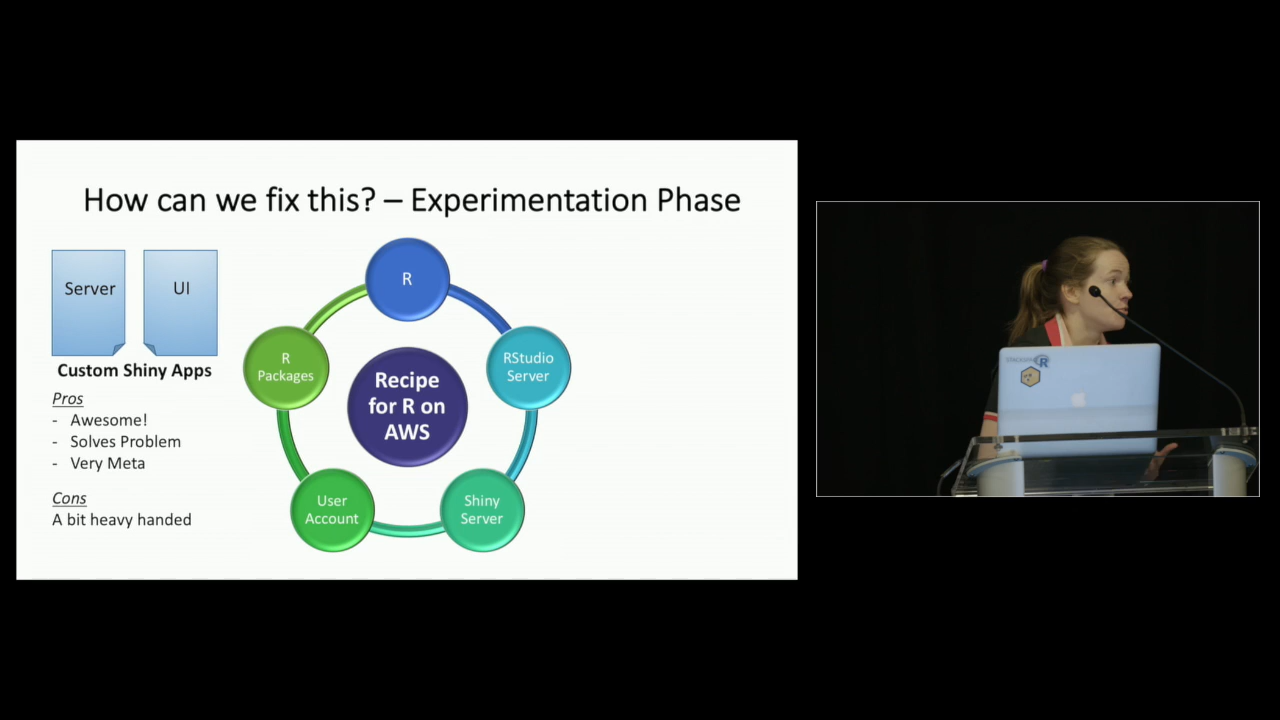 How can we fix this? – Experimentation Phase
Server
UI
Custom Shiny Apps
Pros
- Awesome!
- Solves Problem
- Very Meta
Cons
A bit heavy handed
R
RStudio
Server
Shiny
Server
User
Account
R
Packages
Recipe
for R on
AWS
R